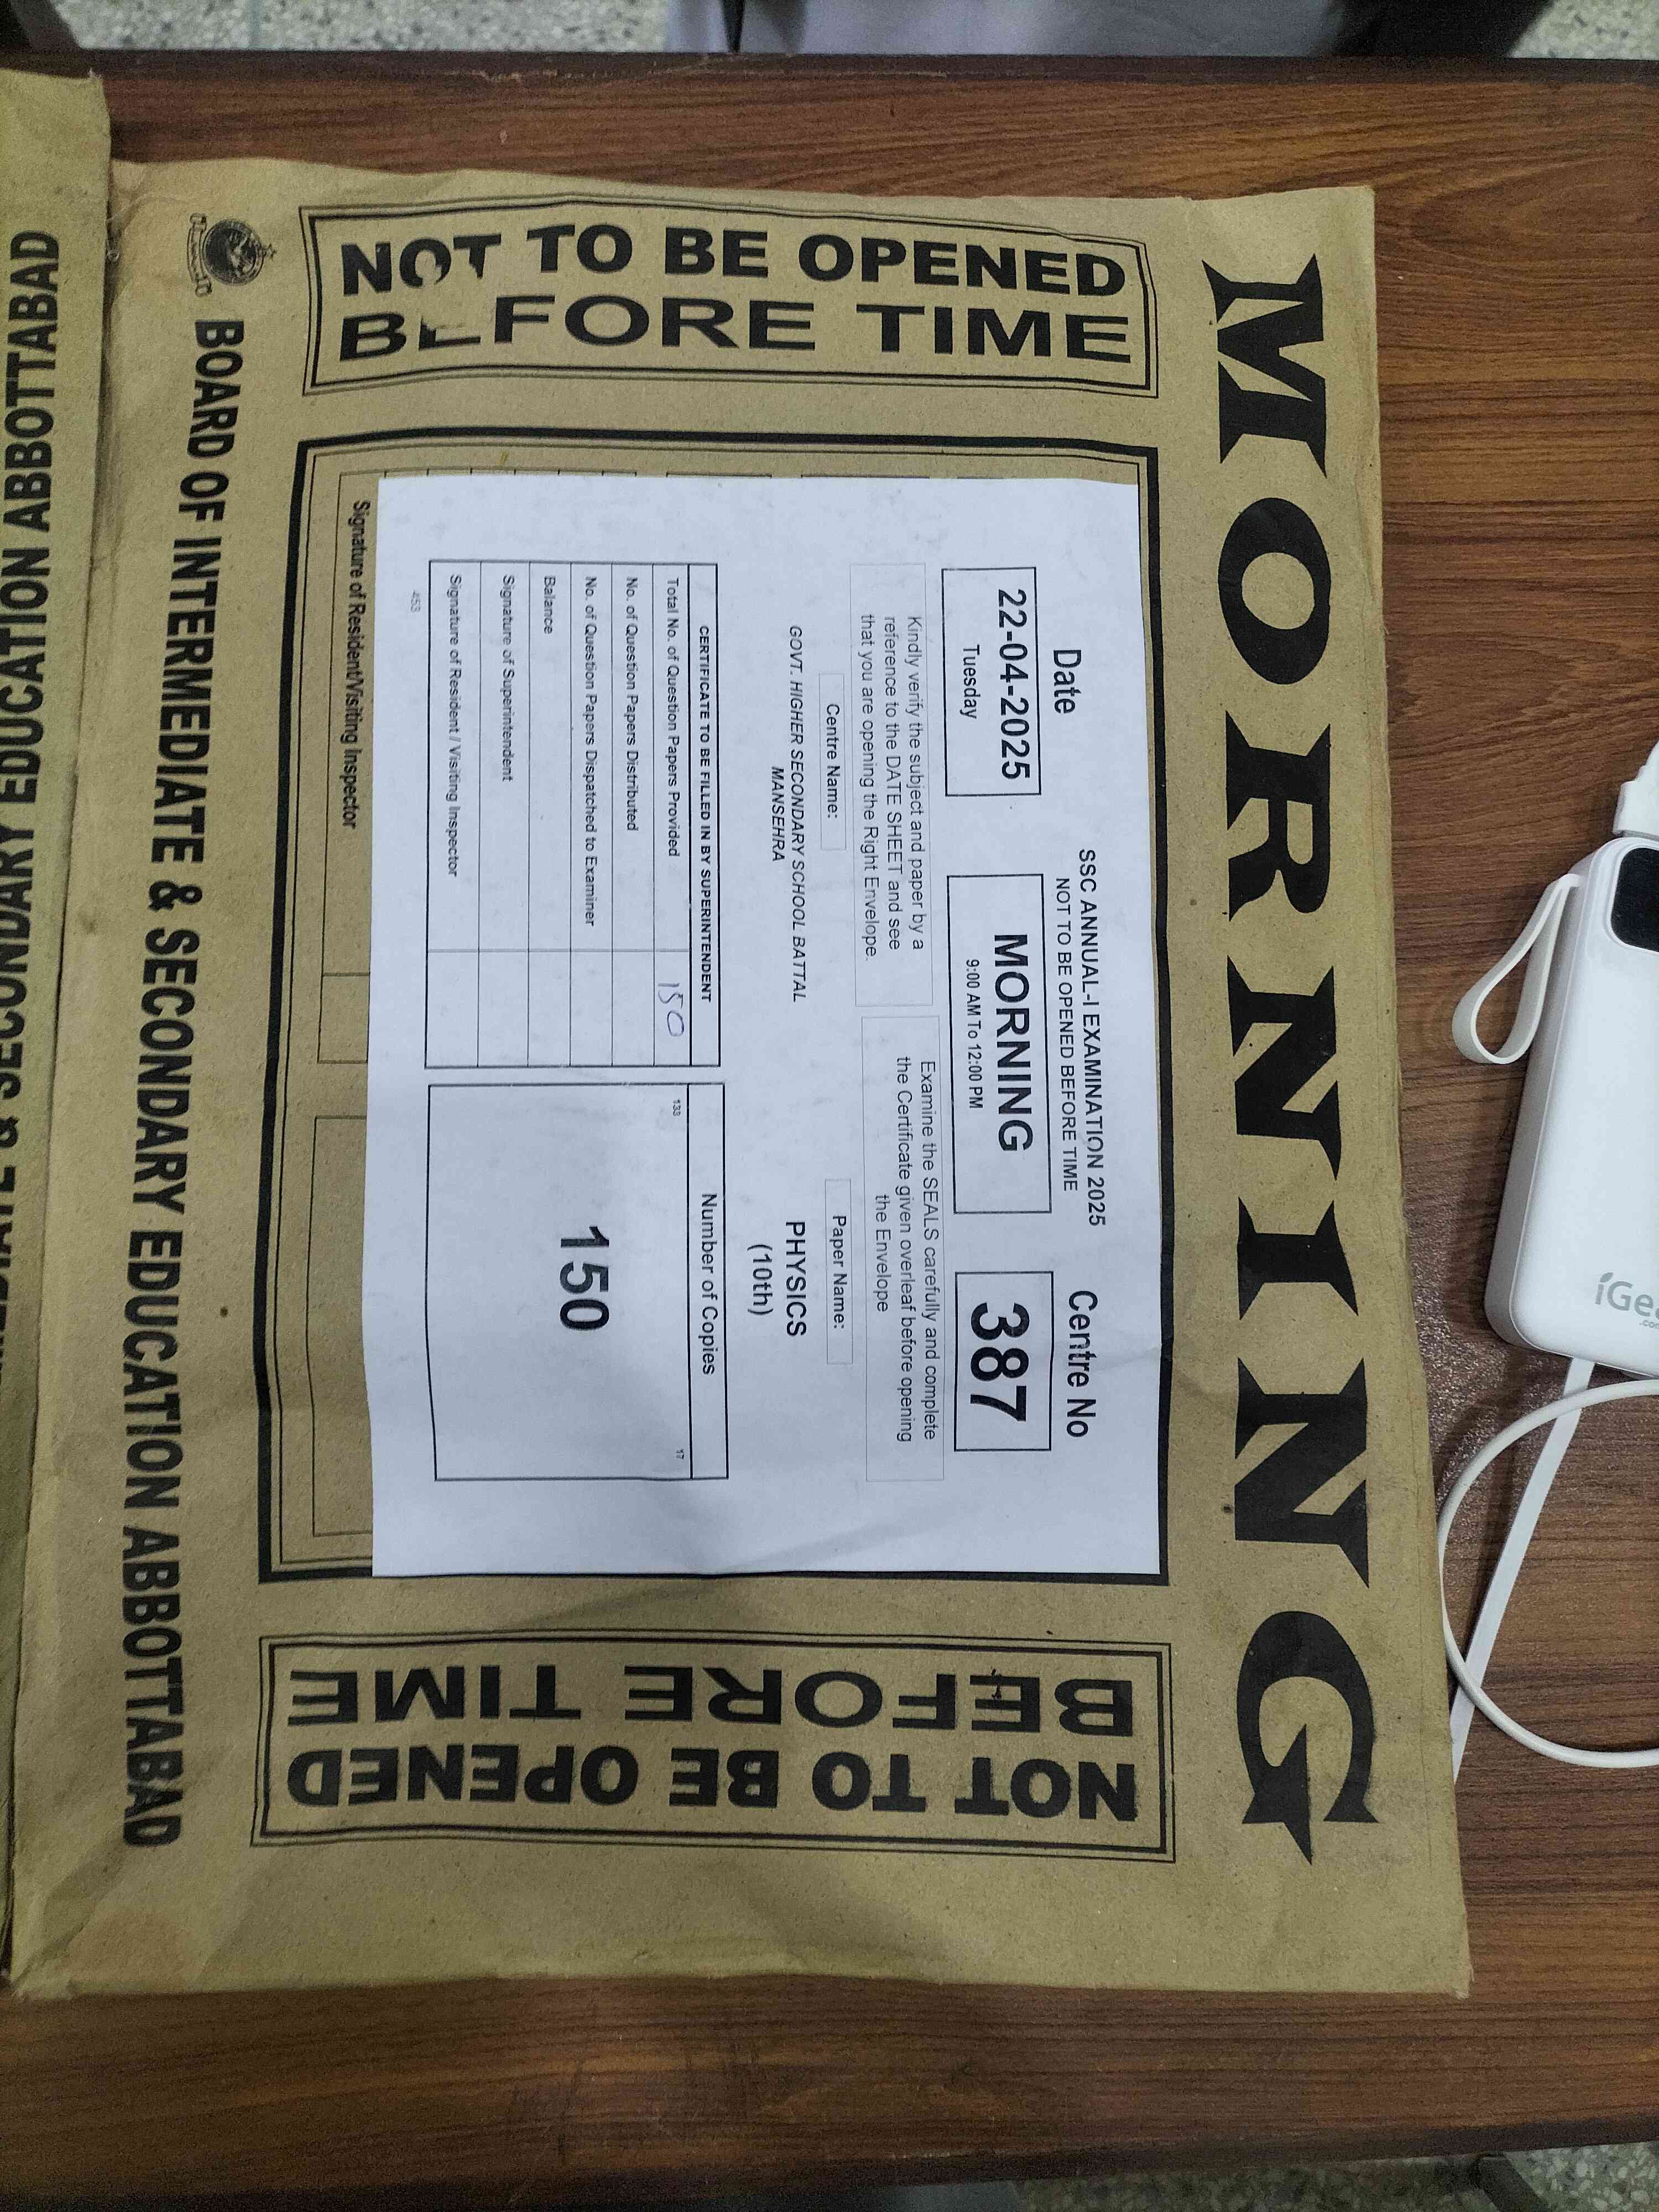 MORNING
NOT TO BE OPENED
BEFORE TIME
SSC ANNUAL-I EXAMINATION 2025
NOT TO BE OPENED BEFORE TIME
Date
22-04-2025
Tuesday
MORNING
9:00 AM To 12:00 PM
Centre No
387
Kindly verify the subject and paper by a
reference to the DATE SHEET and see
that you are opening the Right Envelope.
Examine the SEALS carefully and complete
the Certificate given overleaf before opening
the Envelope
Centre Name:
GOVT. HIGHER SECONDARY SCHOOL BATTAL
MANSEHRA
Paper Name:
PHYSICS
(10th)
CERTIFICATE TO BE FILLED IN BY SUPERINTENDENT
Total No. of Question Papers Provided 150
No. of Question Papers Distributed
No. of Question Papers Dispatched to Examiner
Balance
Signature of Superintendent
Signature of Resident / Visiting Inspector
453
Number of Copies
133
17
150
Signature of Resident/Visiting Inspector
NOT TO BE OPENED
BEFORE TIME
BOARD OF INTERMEDIATE & SECONDARY EDUCATION ABBOTTABAD
SECONDARY EDUCATION ABBOTTABAD
iGea